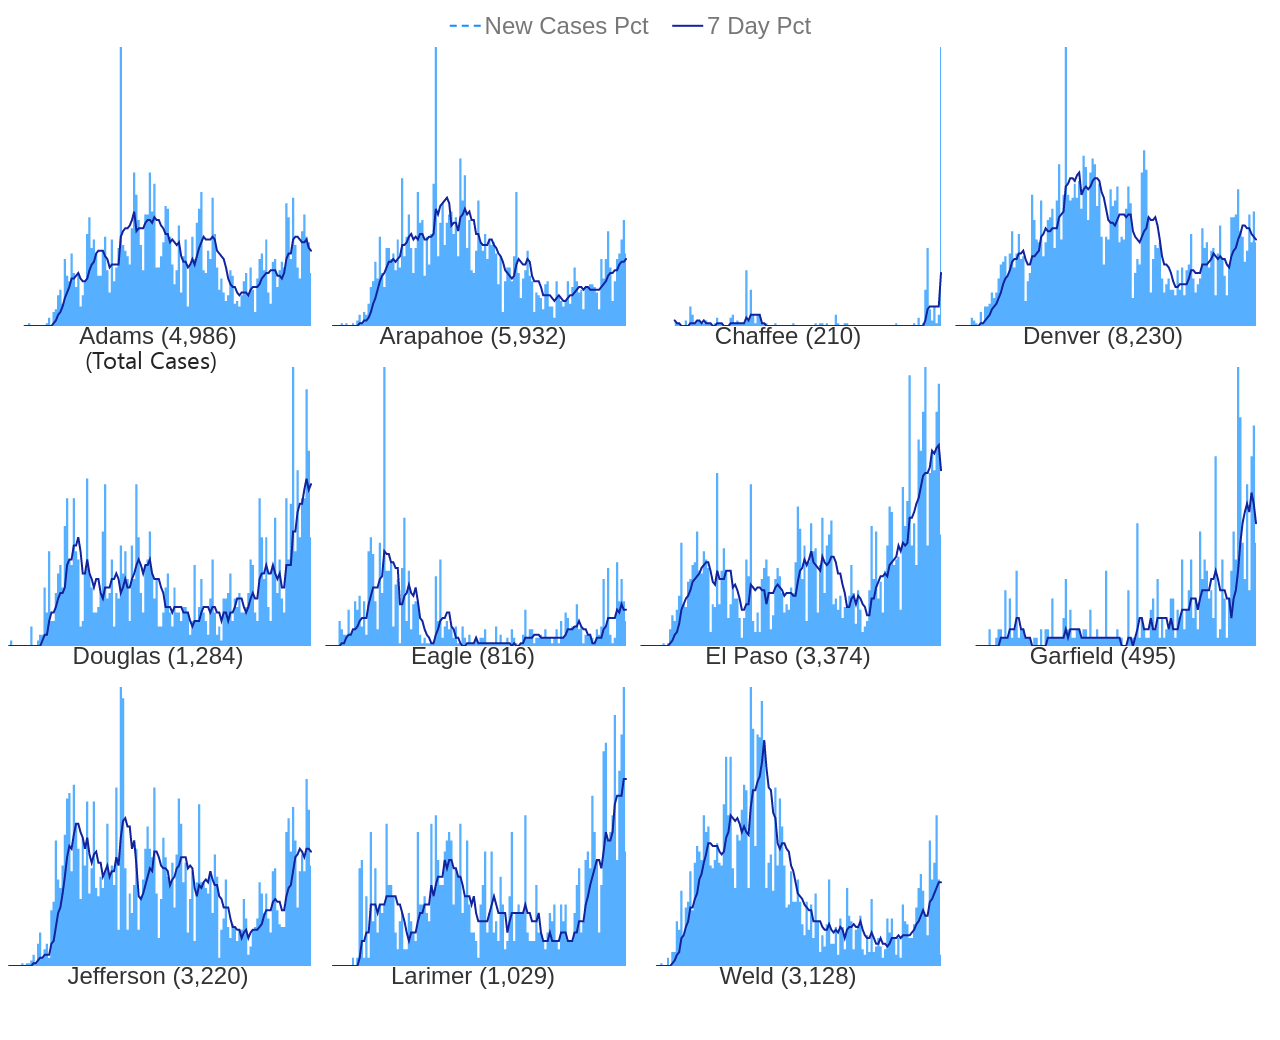 New Cases Pct 7 Day Pct
Adams (4,986) Arapahoe (5,932) Chaffee (210) Denver (8,230)
(Total Cases)
Douglas (1,284) Eagle (816) El Paso (3,374) Garfield (495)
Jefferson (3,220) Larimer (1,029) Weld (3,128)